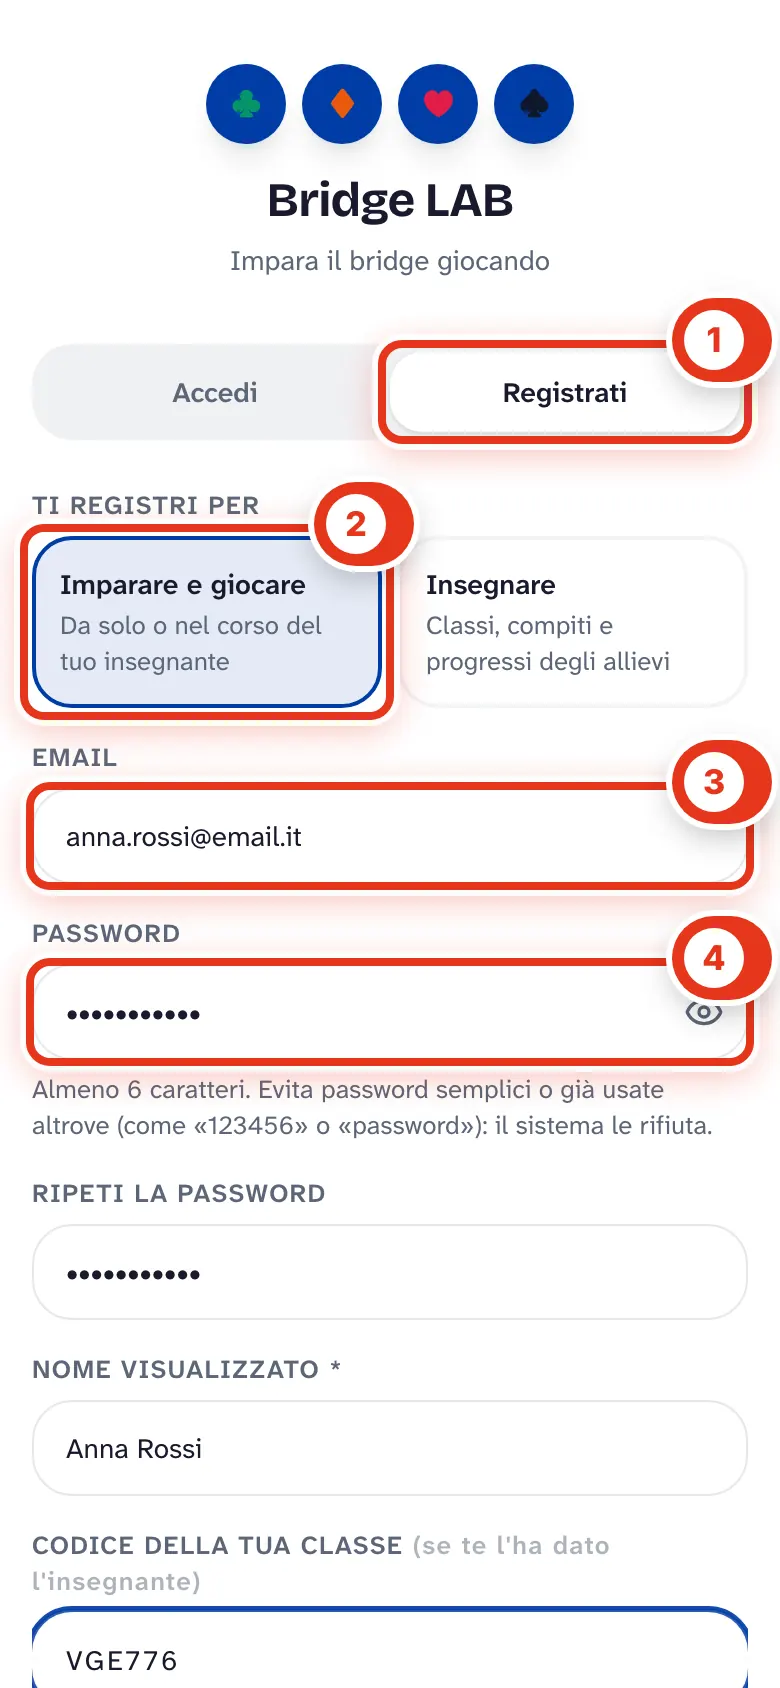 Bridge LAB
Impara il bridge giocando
1
Accedi
Registrati
TI REGISTRI PER
2
Imparare e giocare
Da solo o nel corso del
tuo insegnante
Insegnare
Classi, compiti e
progressi degli allievi
EMAIL
3
anna.rossi@email.it
PASSWORD
4
•••••••••••
Almeno 6 caratteri. Evita password semplici o già usate
altrove (come «123456» o «password»): il sistema le rifiuta.
RIPETI LA PASSWORD
•••••••••••
NOME VISUALIZZATO *
Anna Rossi
CODICE DELLA TUA CLASSE (se te l'ha dato
l'insegnante)
VGE776